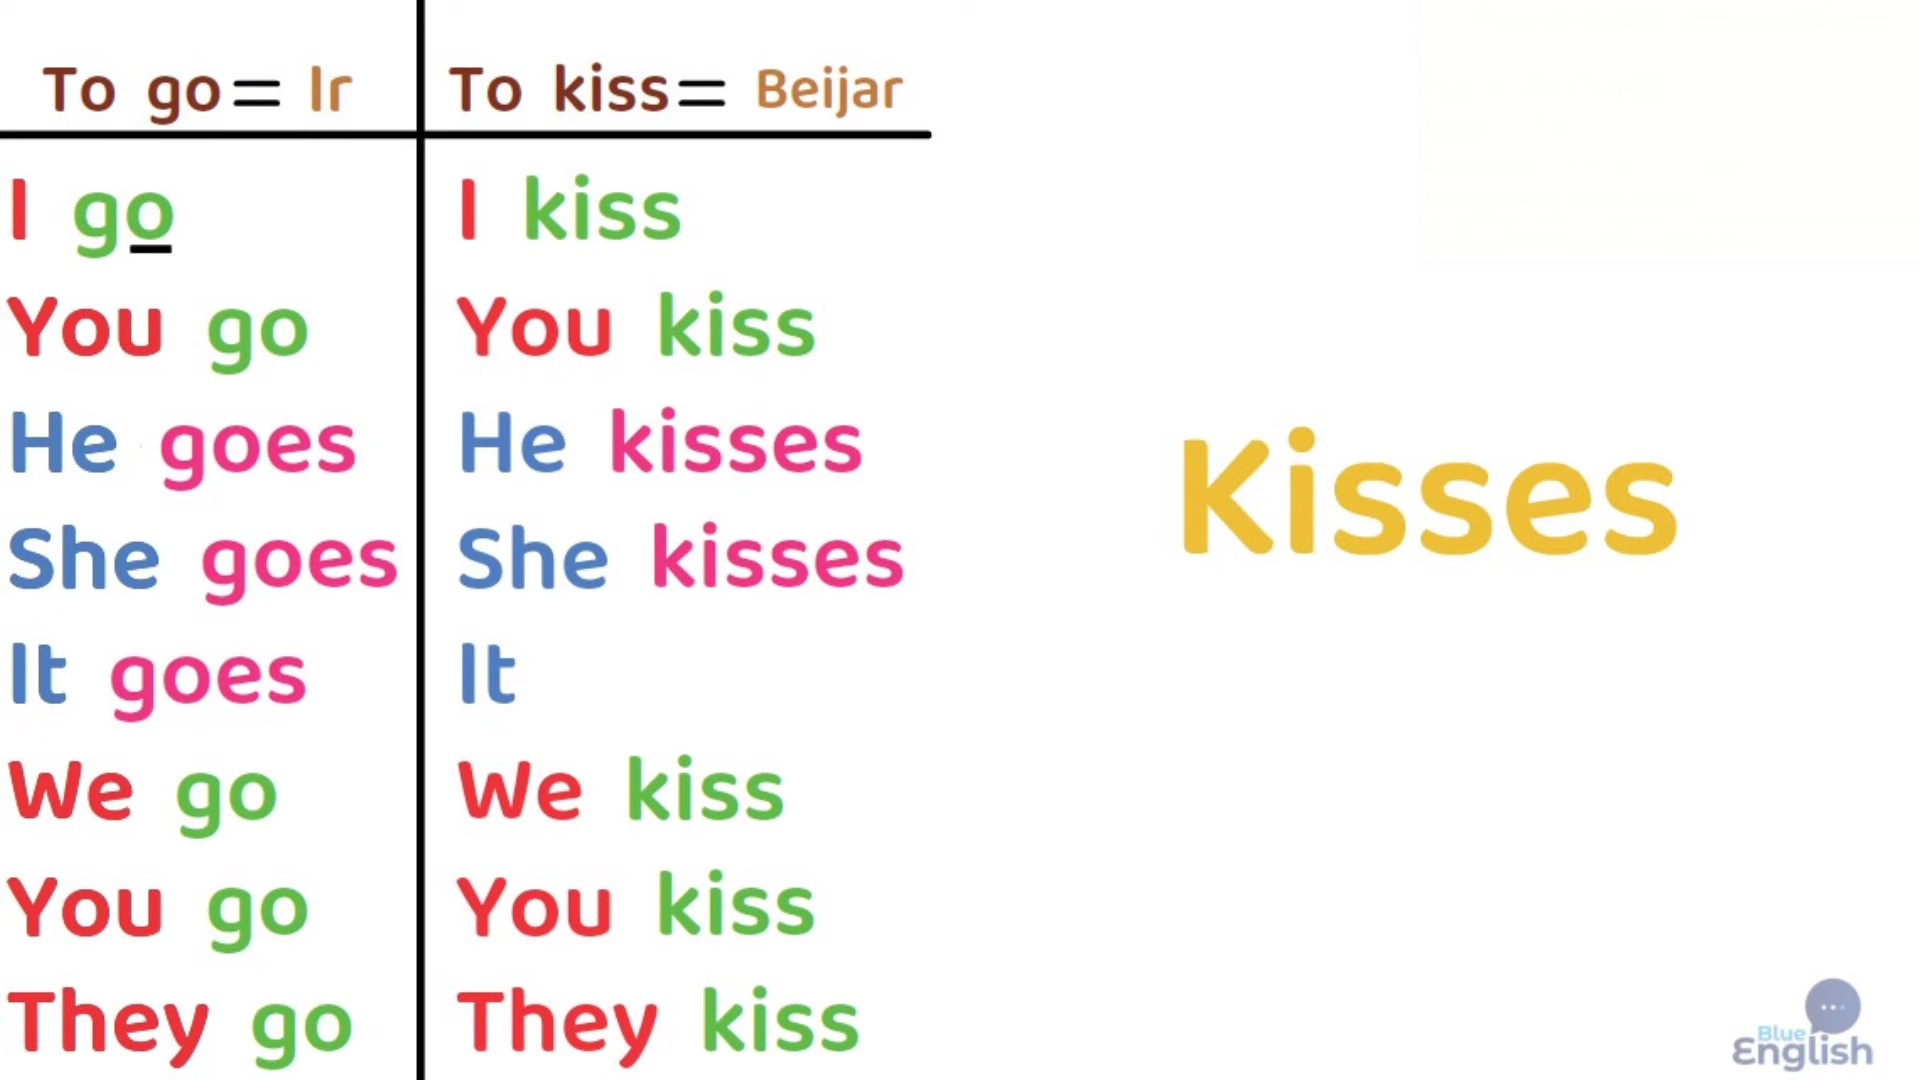 To go = Ir
I go
You go
He goes
She goes
It goes
We go
You go
They go
To kiss = Beijar
I kiss
You kiss
He kisses
She kisses
It
We kiss
You kiss
They kiss
Kisses
Blue
English